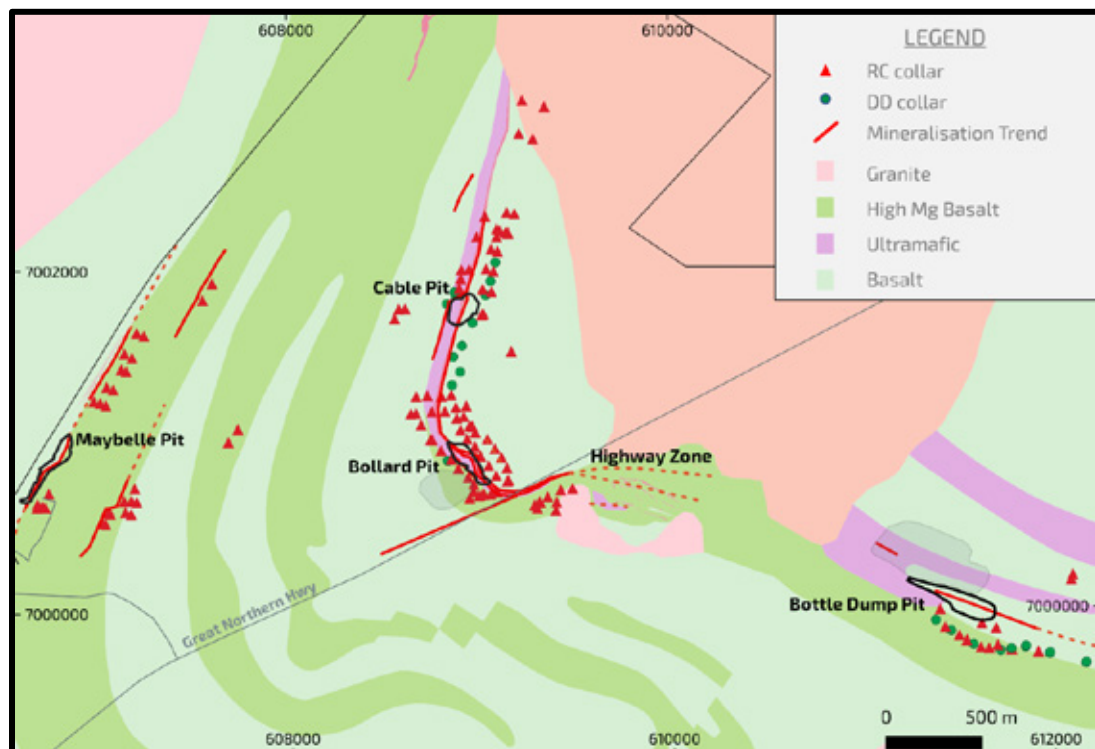 608000
610000
LEGEND
RC collar
DD collar
Mineralisation Trend
Granite
High Mg Basalt
Ultramafic
Basalt
7002000
Cable Pit
Maybelle Pit
Bollard Pit
Highway Zone
Great Northern Hwy
7000000
Bottle Dump Pit
7000000
608000
610000
0 500 m
612000